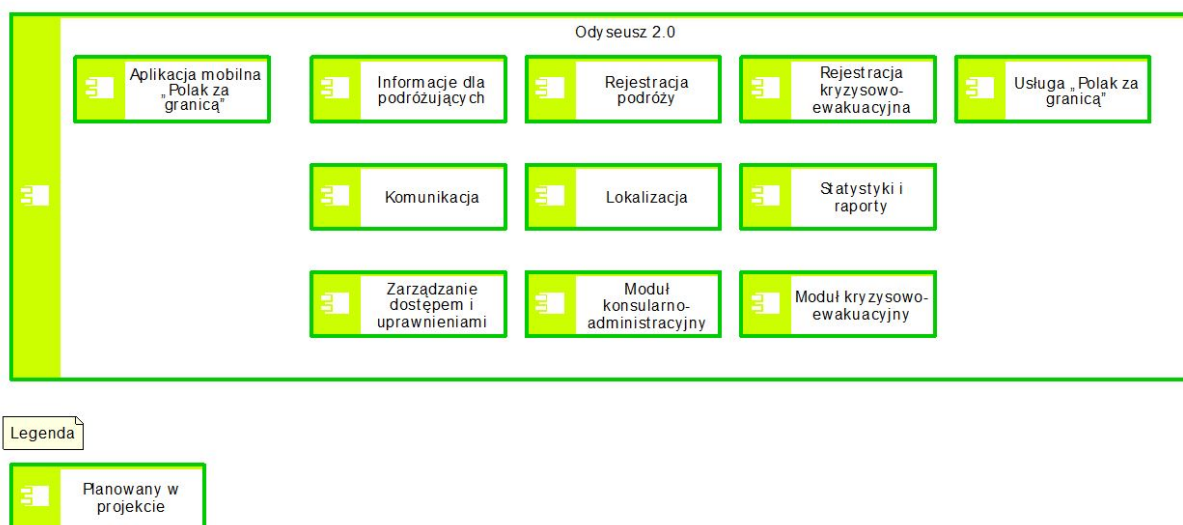 Odyseusz 2.0
Aplikacja mobilna
„Polak za
granicą”
Informacje dla
podróżujących
Rejestracja
podróży
Rejestracja
kryzysowo-
ewakuacyjna
Usługa „Polak za
granicą”
Komunikacja
Lokalizacja
Statystyki i
raporty
Zarządzanie
dostępem i
uprawnieniami
Moduł
konsularno-
administracyjny
Moduł kryzysowo-
ewakuacyjny
Legenda
Planowany w
projekcie